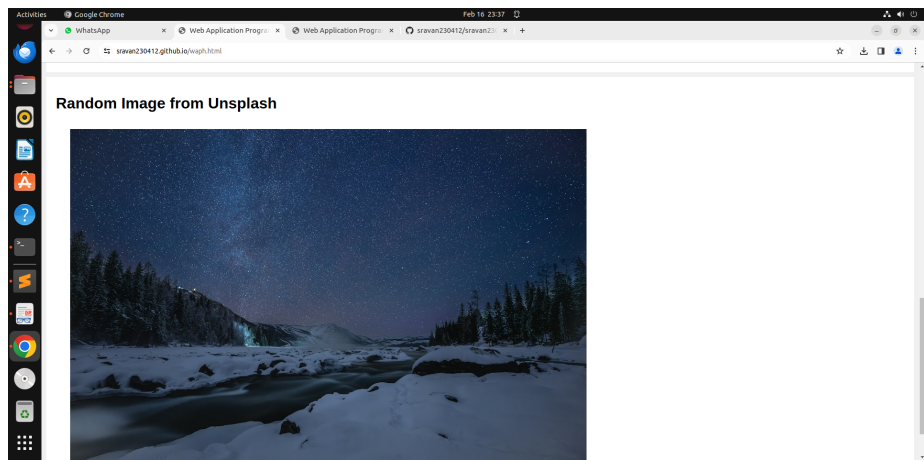 Activities Google Chrome Feb 16 23:37
WhatsApp Web Application Progra Web Application Progra sravan230412/sravan23
sravan230412.github.io/waph.html
Random Image from Unsplash